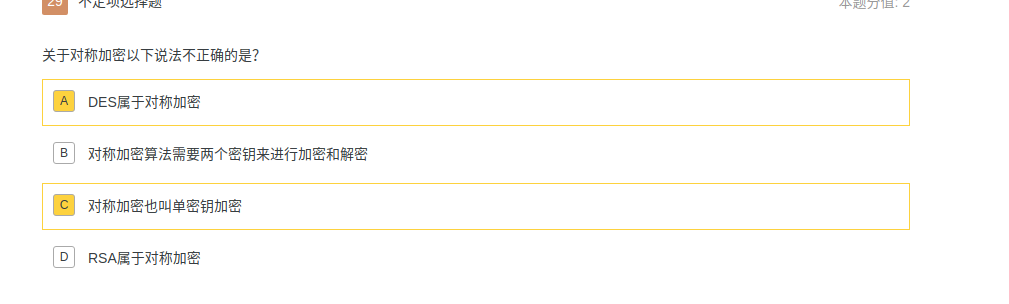 29 不定项选择题 本题分值: 2
关于对称加密以下说法不正确的是?
A DES属于对称加密
B 对称加密算法需要两个密钥来进行加密和解密
C 对称加密也叫单密钥加密
D RSA属于对称加密